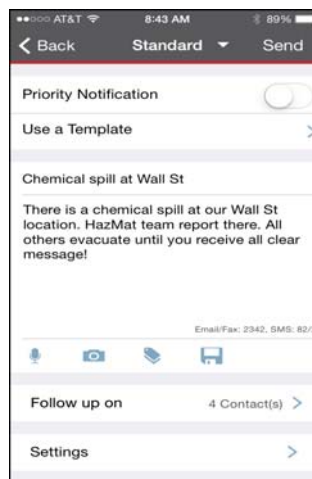 AT&T 8:43 AM 89%
Back Standard Send
Priority Notification
Use a Template
Chemical spill at Wall St
There is a chemical spill at our Wall St
location. HazMat team report there. All
others evacuate until you receive all clear
message!
Email/Fax: 2342, SMS: 82/
Follow up on 4 Contact(s)
Settings